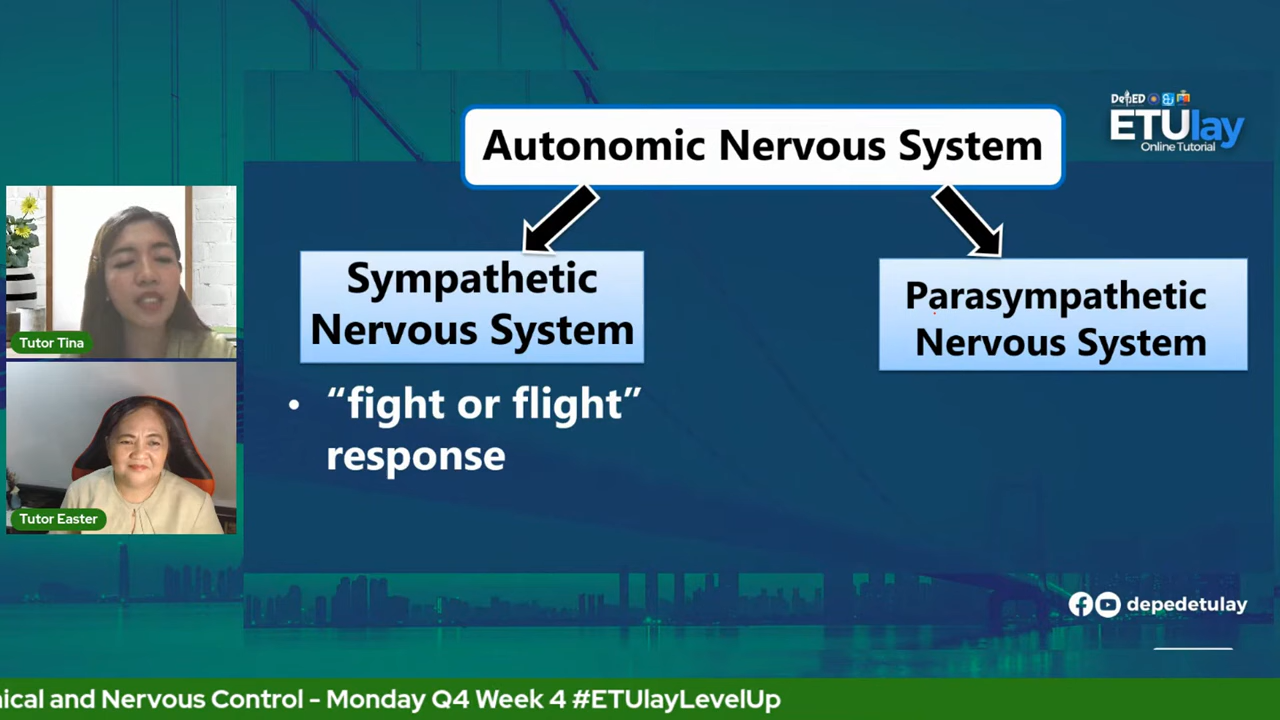 Autonomic Nervous System
DepED
ETUlay
Online Tutorial
Sympathetic
Nervous System
Parasympathetic
Nervous System
• “fight or flight”
response
Tutor Tina
Tutor Easter
depedetulay
ical and Nervous Control - Monday Q4 Week 4 #ETUlayLevelUp